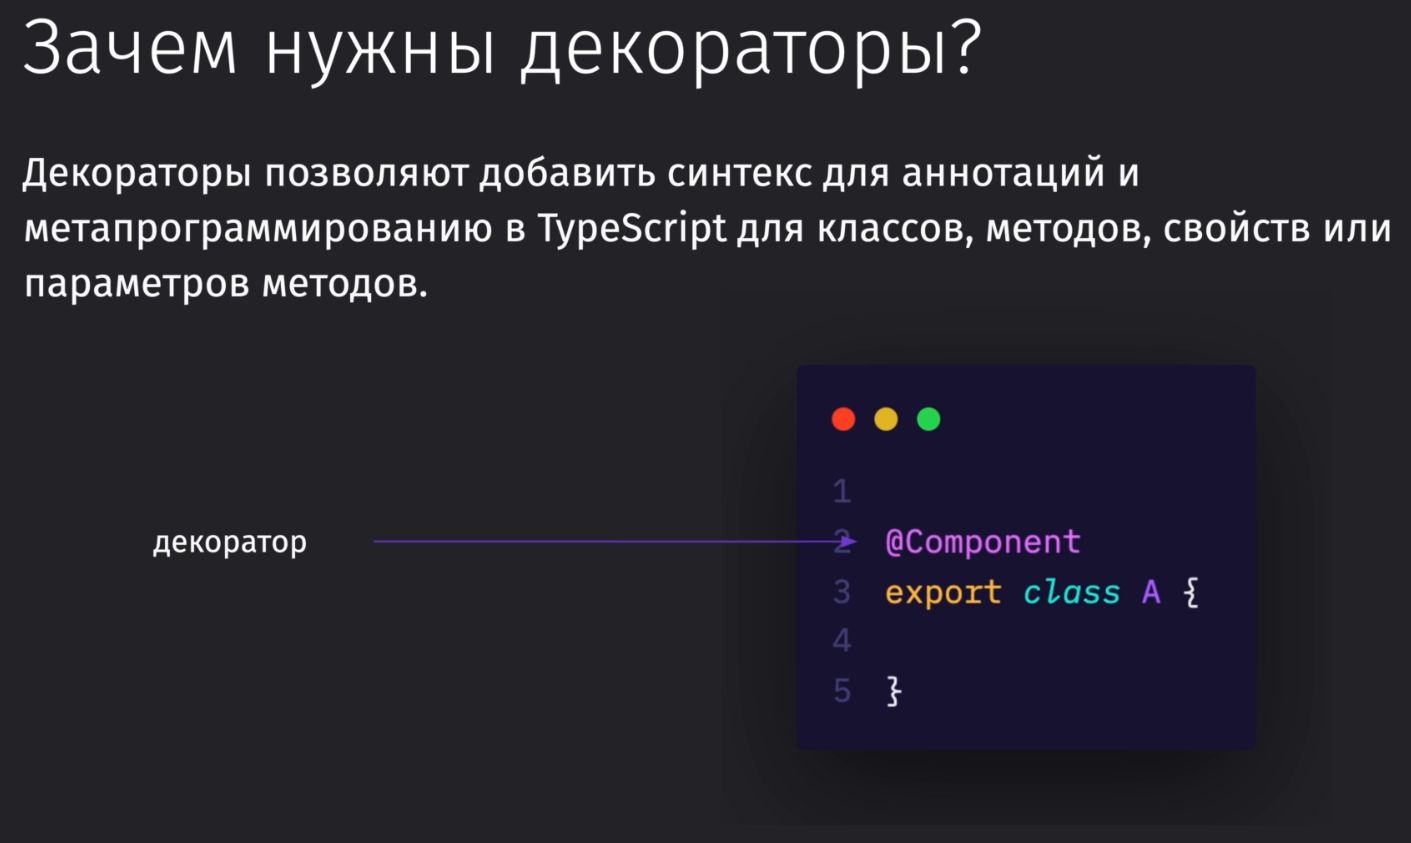 Зачем нужны декораторы?
Декораторы позволяют добавить синтекс для аннотаций и
метапрограммированию в TypeScript для классов, методов, свойств или
параметров методов.
декоратор
1
2 @Component
3 export class A {
4
5 }